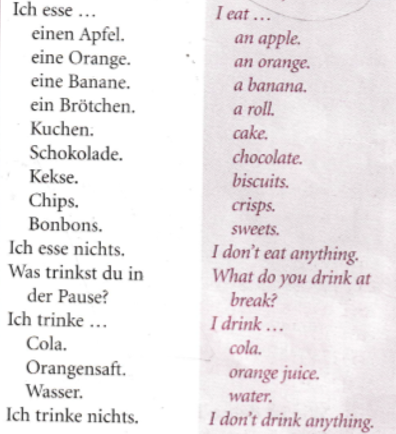 Ich esse ...
einen Apfel.
eine Orange.
eine Banane.
ein Brötchen.
Kuchen.
Schokolade.
Kekse.
Chips.
Bonbons.
Ich esse nichts.
Was trinkst du in
der Pause?
Ich trinke ...
Cola.
Orangensaft.
Wasser.
Ich trinke nichts.
I eat ...
an apple.
an orange.
a banana.
a roll.
cake.
chocolate.
biscuits.
crisps.
sweets.
I don't eat anything.
What do you drink at
break?
I drink ...
cola.
orange juice.
water.
I don't drink anything.